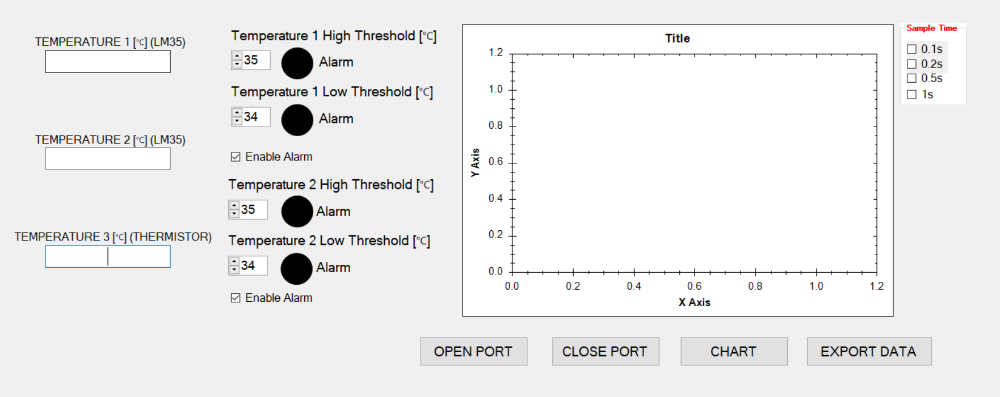 TEMPERATURE 1 [°C] (LM35)
TEMPERATURE 2 [°C] (LM35)
TEMPERATURE 3 [°C] (THERMISTOR)
Temperature 1 High Threshold [°C]
35 Alarm
Temperature 1 Low Threshold [°C]
34 Alarm
Enable Alarm
Temperature 2 High Threshold [°C]
35 Alarm
Temperature 2 Low Threshold [°C]
34 Alarm
Enable Alarm
Title
Y Axis
1.2
1.0
0.8
0.6
0.4
0.2
0.0
0.0 0.2 0.4 0.6 0.8 1.0 1.2
X Axis
Sample Time
0.1s
0.2s
0.5s
1s
OPEN PORT CLOSE PORT CHART EXPORT DATA